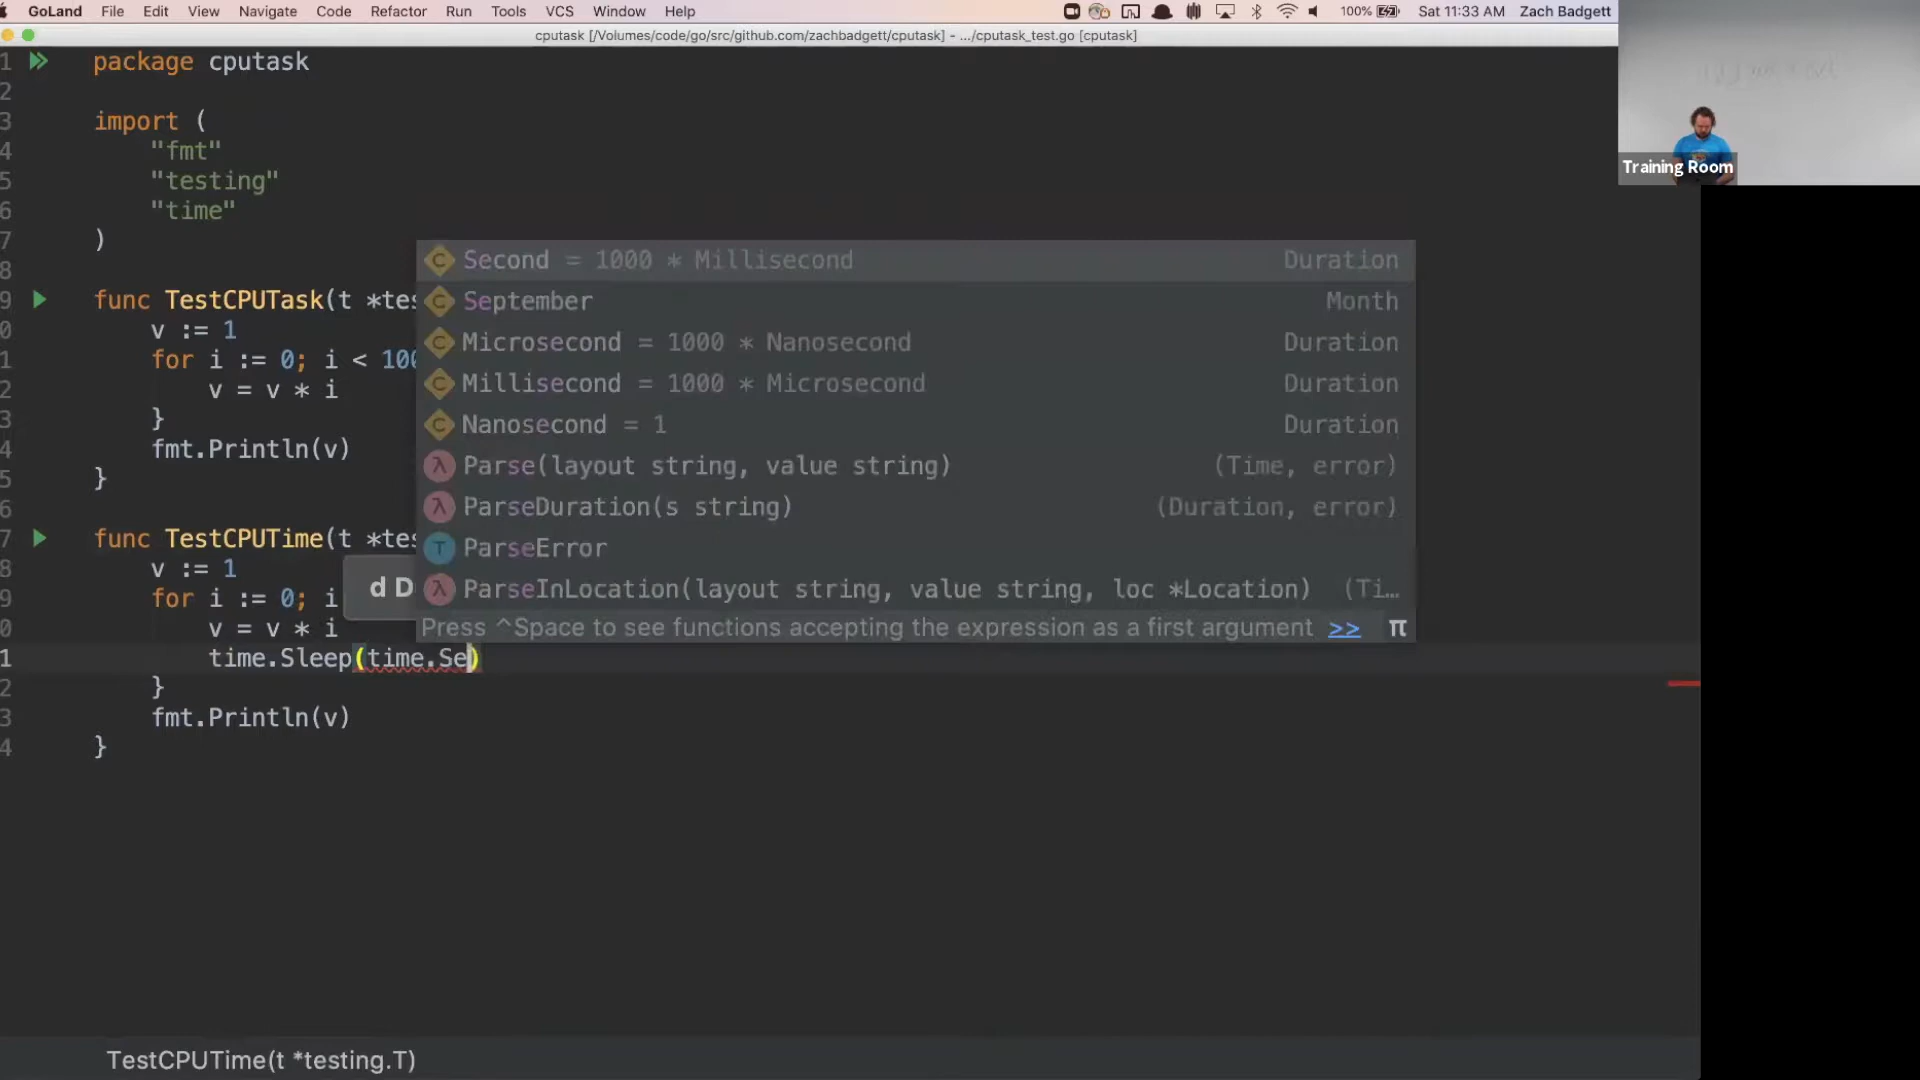 GoLand File Edit View Navigate Code Refactor Run Tools VCS Window Help 100% Sat 11:33 AM Zach Badgett
cputask [/Volumes/code/go/src/github.com/zachbadgett/cputask] - .../cputask_test.go [cputask]
1 package cputask
2
3 import (
4 "fmt"
5 "testing"
6 "time"
7 )
8
9 func TestCPUTask(t *tes
0 v := 1
1 for i := 0; i < 100
2 v = v * i
3 }
4 fmt.Println(v)
5 }
6
7 func TestCPUTime(t *tes
8 v := 1
9 for i := 0; i
0 v = v * i
1 time.Sleep(time.Se)
2 }
3 fmt.Println(v)
4 }
d D
C Second = 1000 * Millisecond Duration
C September Month
C Microsecond = 1000 * Nanosecond Duration
C Millisecond = 1000 * Microsecond Duration
C Nanosecond = 1 Duration
λ Parse(layout string, value string) (Time, error)
λ ParseDuration(s string) (Duration, error)
T ParseError
λ ParseInLocation(layout string, value string, loc *Location) (Ti…
Press ^Space to see functions accepting the expression as a first argument >> π
Training Room
TestCPUTime(t *testing.T)